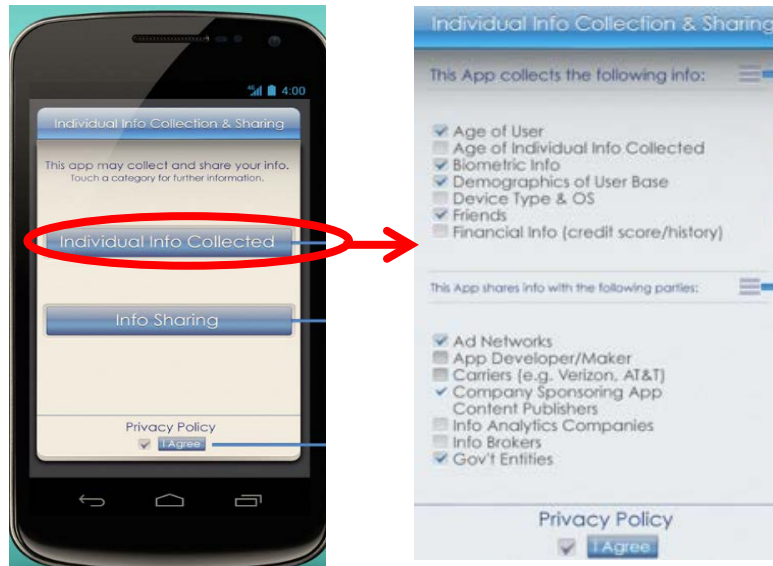 4:00
Individual Info Collection & Sharing
This app may collect and share your info.
Touch a category for further information.
Individual Info Collected
Info Sharing
Privacy Policy
I Agree
Individual Info Collection & Sharing
This App collects the following info:
Age of User
Age of Individual Info Collected
Biometric Info
Demographics of User Base
Device Type & OS
Friends
Financial Info (credit score/history)
This App shares info with the following parties:
Ad Networks
App Developer/Maker
Carriers (e.g. Verizon, AT&T)
Company Sponsoring App
Content Publishers
Info Analytics Companies
Info Brokers
Gov't Entities
Privacy Policy
I Agree